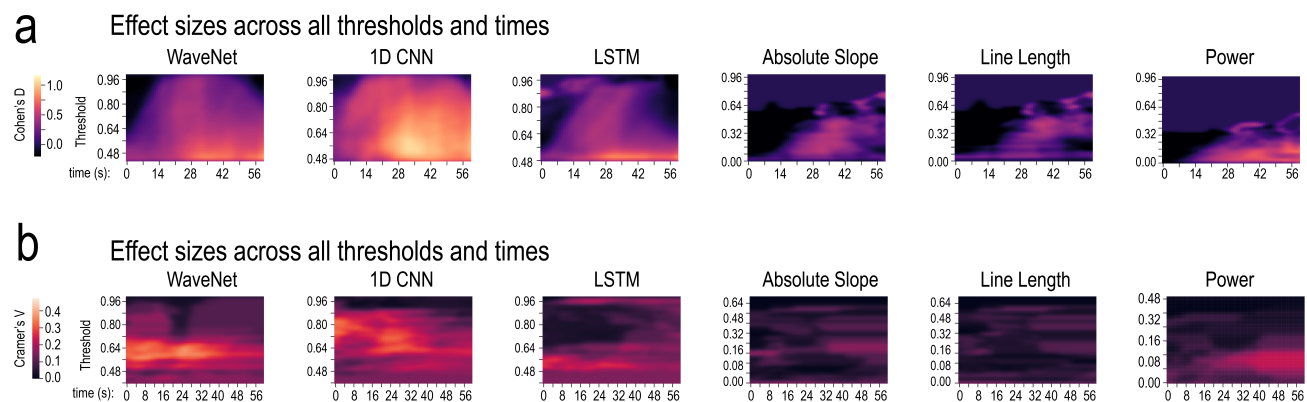 a
Effect sizes across all thresholds and times
WaveNet 1D CNN LSTM Absolute Slope Line Length Power
Cohen's D
1.0
0.5
0.0
Threshold
0.96 0.80 0.64 0.48
0.96 0.80 0.64 0.48
0.96 0.80 0.64 0.48
0.96 0.64 0.32 0.00
0.96 0.64 0.32 0.00
0.96 0.64 0.32 0.00
time (s): 0 14 28 42 56
0 14 28 42 56
0 14 28 42 56
0 14 28 42 56
0 14 28 42 56
0 14 28 42 56
b
Effect sizes across all thresholds and times
WaveNet 1D CNN LSTM Absolute Slope Line Length Power
Cramer's V
0.4
0.3
0.2
0.1
0.0
Threshold
0.96 0.80 0.64 0.48
0.96 0.80 0.64 0.48
0.96 0.80 0.64 0.48
0.64 0.48 0.32 0.16 0.08 0.00
0.64 0.48 0.32 0.16 0.08 0.00
0.48 0.32 0.16 0.08 0.00
time (s): 0 8 16 24 32 40 48 56
0 8 16 24 32 40 48 56
0 8 16 24 32 40 48 56
0 8 16 24 32 40 48 56
0 8 16 24 32 40 48 56
0 8 16 24 32 40 48 56